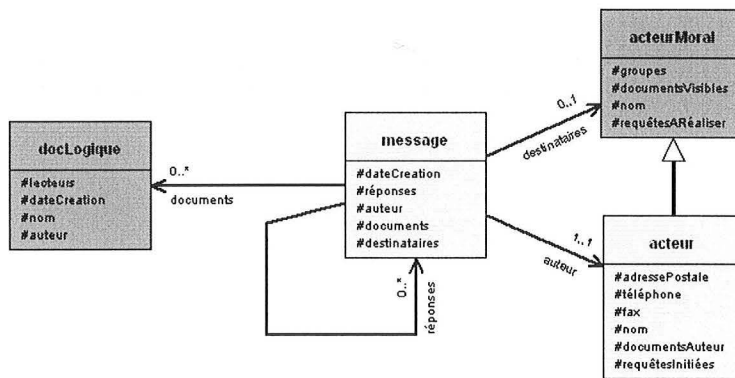 acteurMoral
#groupes
#documentsVisibles
#nom
#requêtesARéaliser
0..1
destinataires
message
#dateCreation
#réponses
#auteur
#documents
#destinataires
docLogique
#lecteurs
#dateCreation
#nom
#auteur
0..*
documents
1..1
auteur
acteur
#adressePostale
#téléphone
#fax
#nom
#documentsAuteur
#requêtesInitiées
0..*
réponses